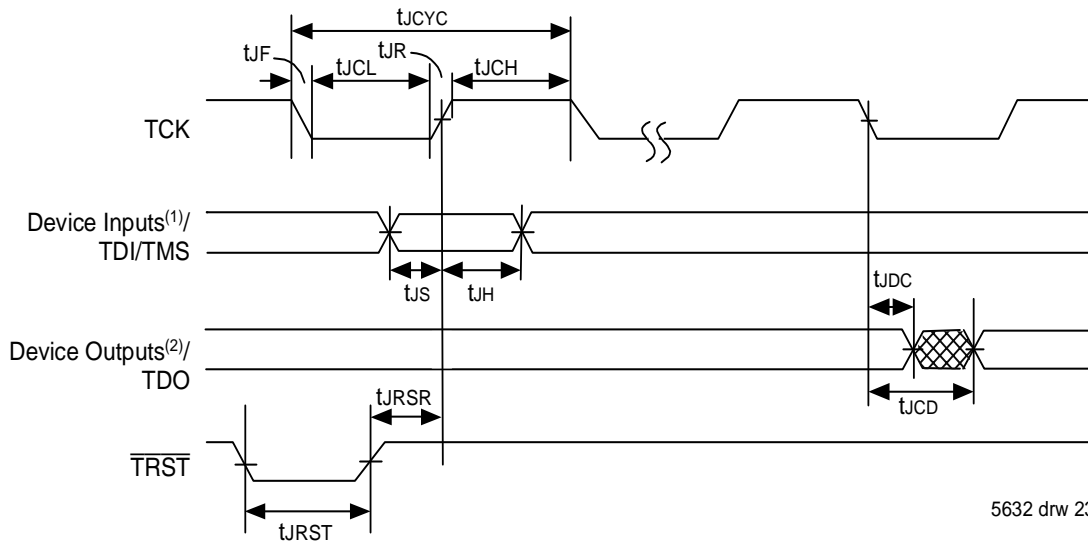 tJCYC
tJF
tJCL
tJR
tJCH
TCK
Device Inputs(1)/
TDI/TMS
tJS
tJH
tJDC
Device Outputs(2)/
TDO
tJRSR
tJCD
TRST
tJRST
5632 drw 23